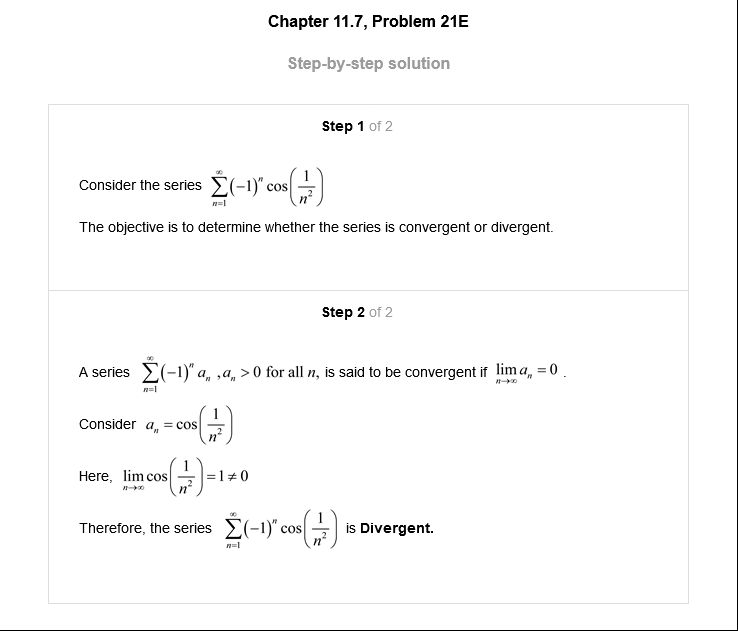 Chapter 11.7, Problem 21E
Step-by-step solution
Step 1 of 2
Consider the series $\sum_{n=1}^{\infty}(-1)^n \cos\left(\frac{1}{n^2}\right)$
The objective is to determine whether the series is convergent or divergent.
Step 2 of 2
A series $\sum_{n=1}^{\infty}(-1)^n a_n$ , $a_n > 0$ for all $n$, is said to be convergent if $\lim_{n\to\infty} a_n = 0$ .
Consider $a_n = \cos\left(\frac{1}{n^2}\right)$
Here, $\lim_{n\to\infty} \cos\left(\frac{1}{n^2}\right) = 1 \neq 0$
Therefore, the series $\sum_{n=1}^{\infty}(-1)^n \cos\left(\frac{1}{n^2}\right)$ is Divergent.